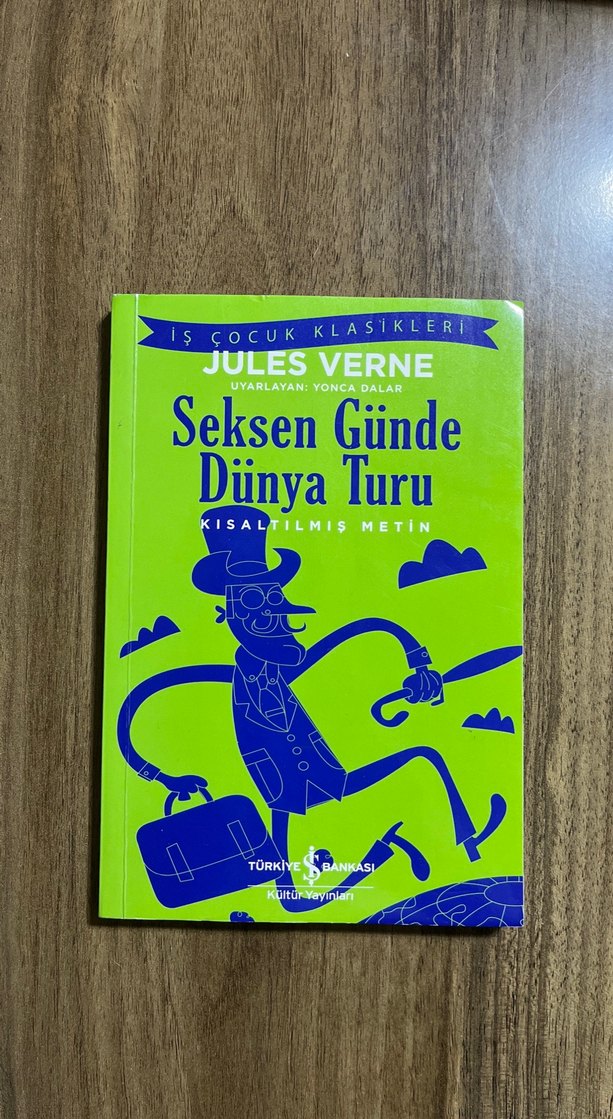 İŞ ÇOCUK KLASİKLERİ
JULES VERNE
UYARLAYAN: YONCA DALAR
Seksen Günde
Dünya Turu
KISALTILMIŞ METİN
TÜRKİYE İŞ BANKASI
Kültür Yayınları